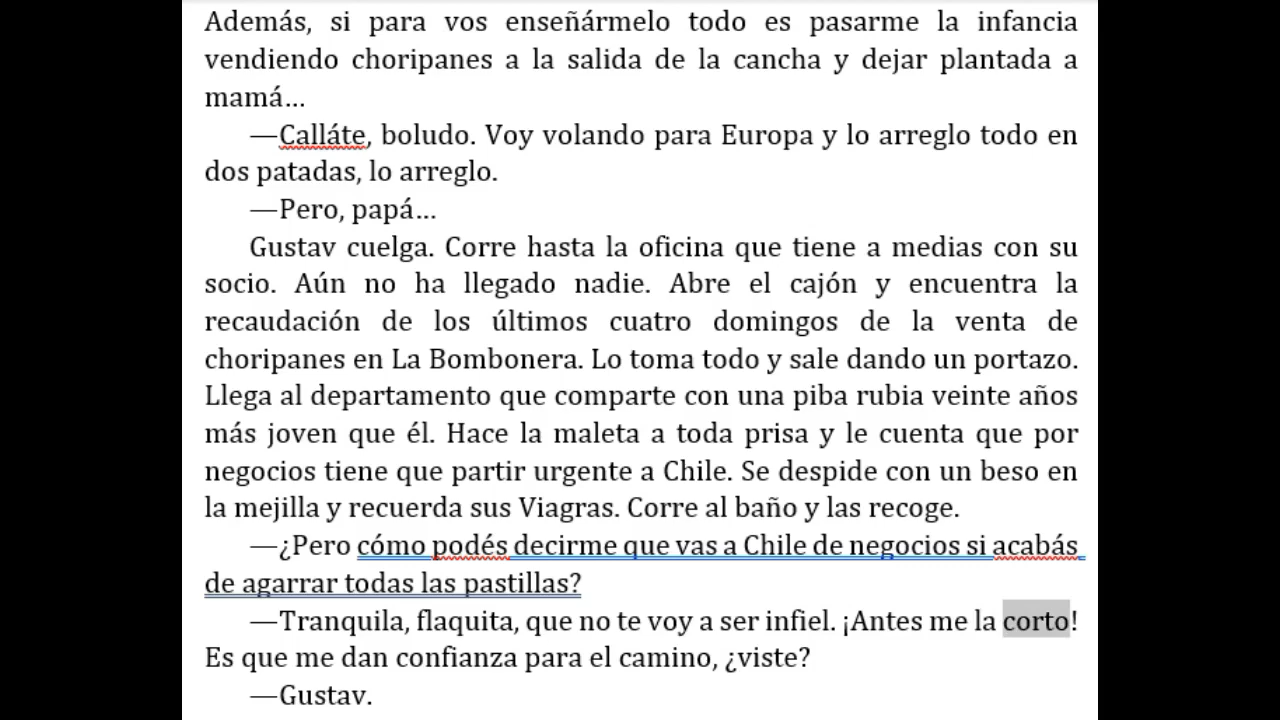 Además, si para vos enseñármelo todo es pasarme la infancia
vendiendo choripanes a la salida de la cancha y dejar plantada a
mamá...
—Calláte, boludo. Voy volando para Europa y lo arreglo todo en
dos patadas, lo arreglo.
—Pero, papá...
Gustav cuelga. Corre hasta la oficina que tiene a medias con su
socio. Aún no ha llegado nadie. Abre el cajón y encuentra la
recaudación de los últimos cuatro domingos de la venta de
choripanes en La Bombonera. Lo toma todo y sale dando un portazo.
Llega al departamento que comparte con una piba rubia veinte años
más joven que él. Hace la maleta a toda prisa y le cuenta que por
negocios tiene que partir urgente a Chile. Se despide con un beso en
la mejilla y recuerda sus Viagras. Corre al baño y las recoge.
—¿Pero cómo podés decirme que vas a Chile de negocios si acabás
de agarrar todas las pastillas?
—Tranquila, flaquita, que no te voy a ser infiel. ¡Antes me la corto!
Es que me dan confianza para el camino, ¿viste?
—Gustav.